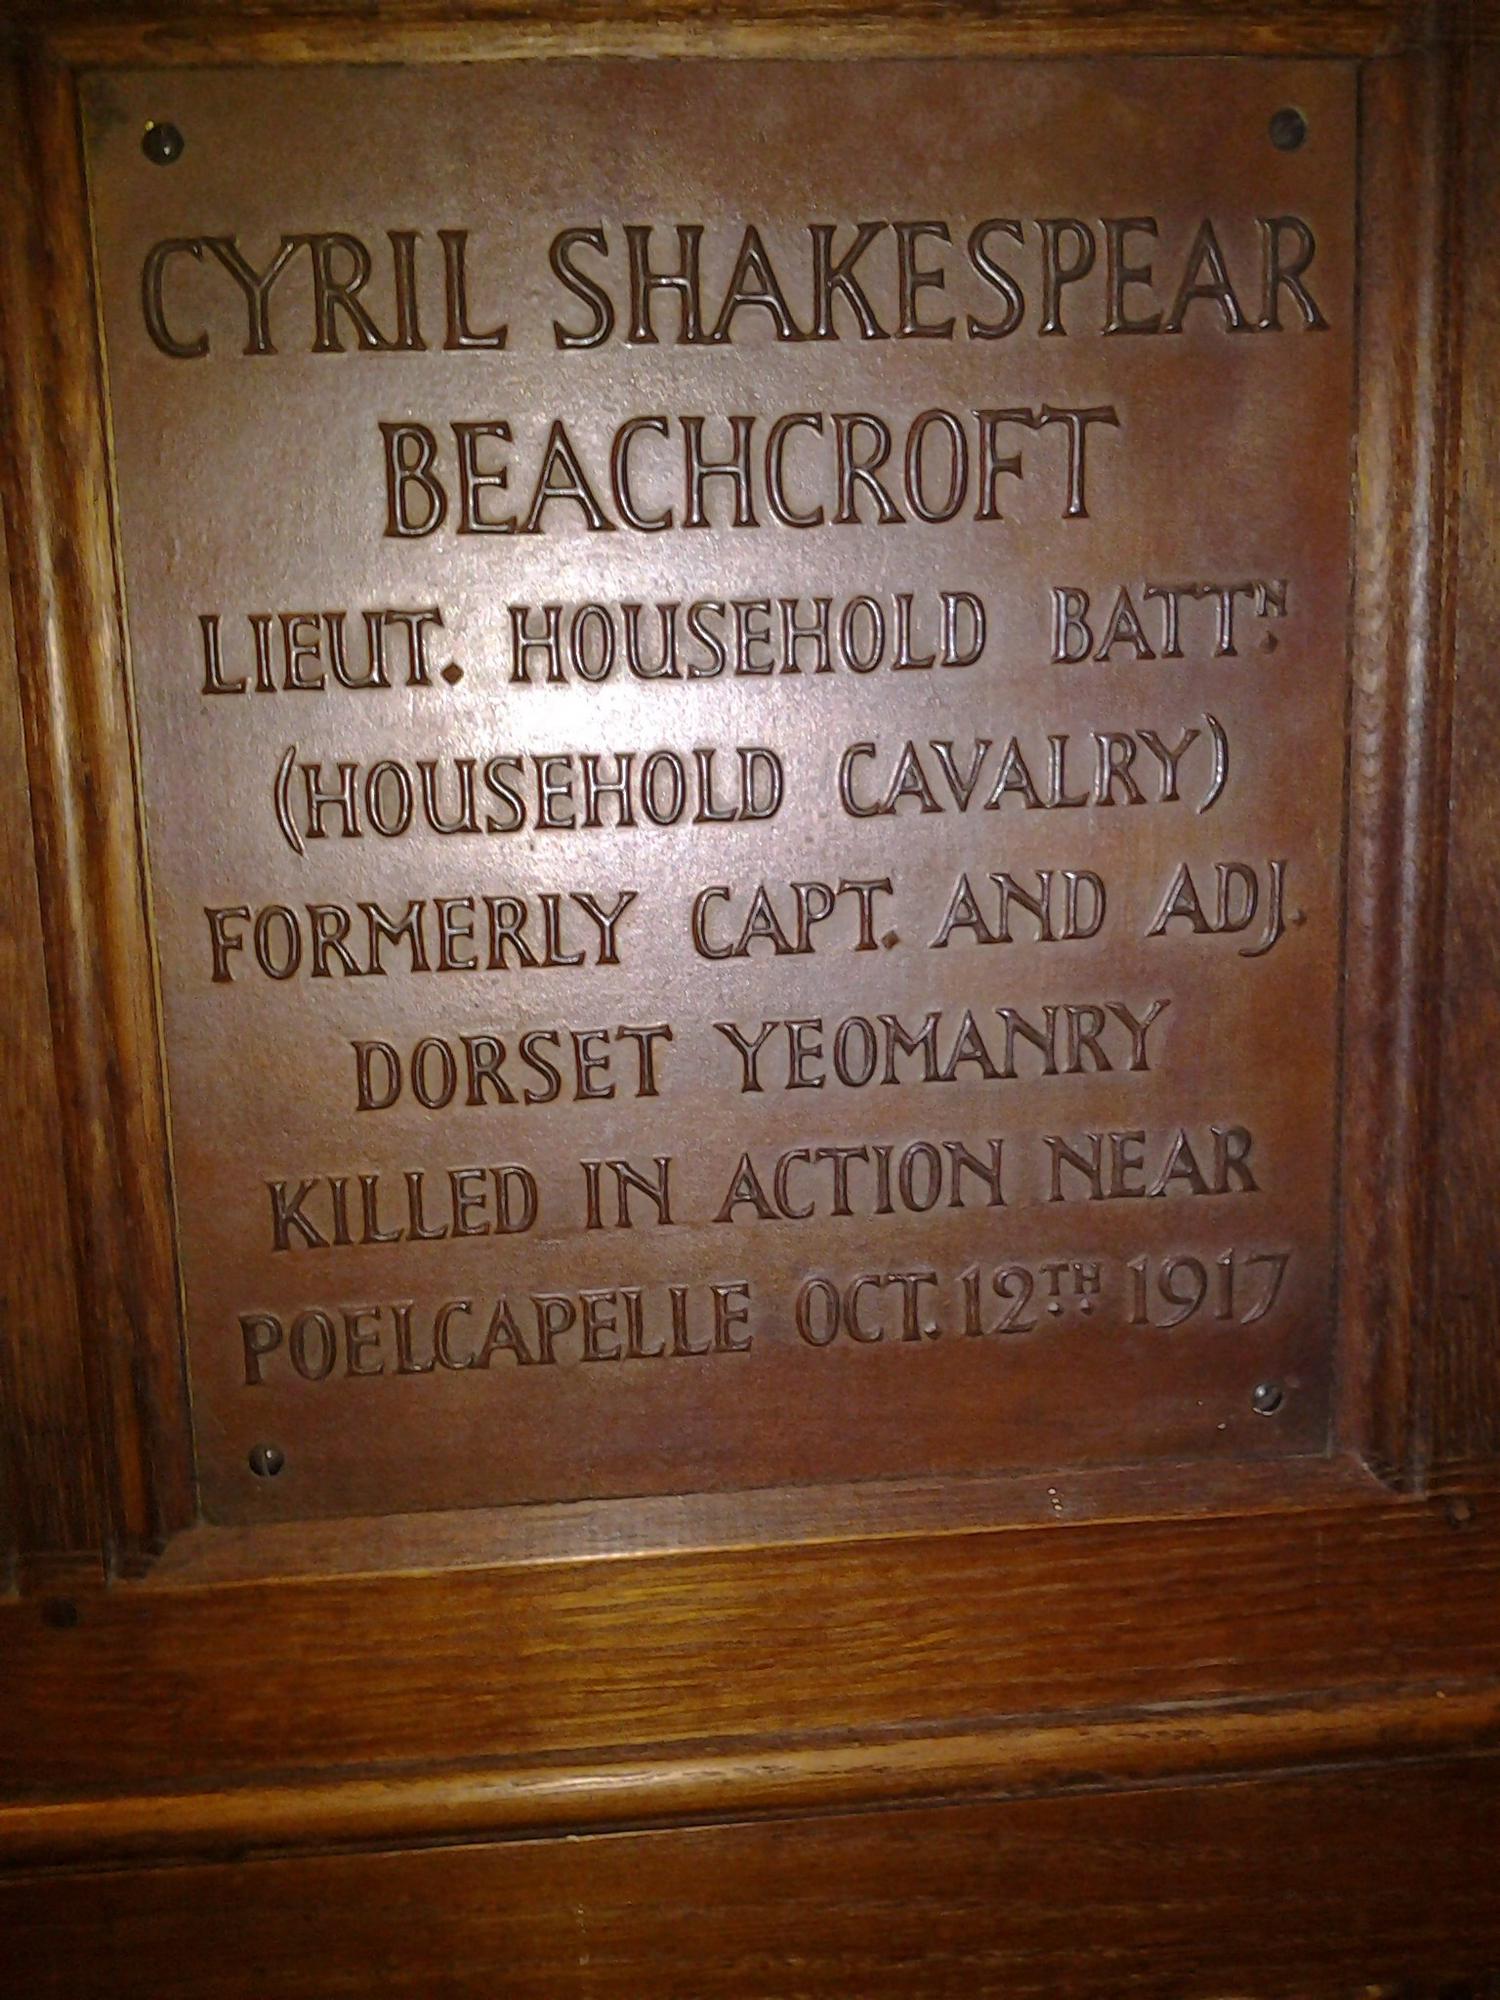 CYRIL SHAKESPEAR
BEACHCROFT
LIEUT. HOUSEHOLD BATTN.
(HOUSEHOLD CAVALRY)
FORMERLY CAPT. AND ADJ.
DORSET YEOMANRY
KILLED IN ACTION NEAR
POELCAPELLE OCT. 12TH 1917